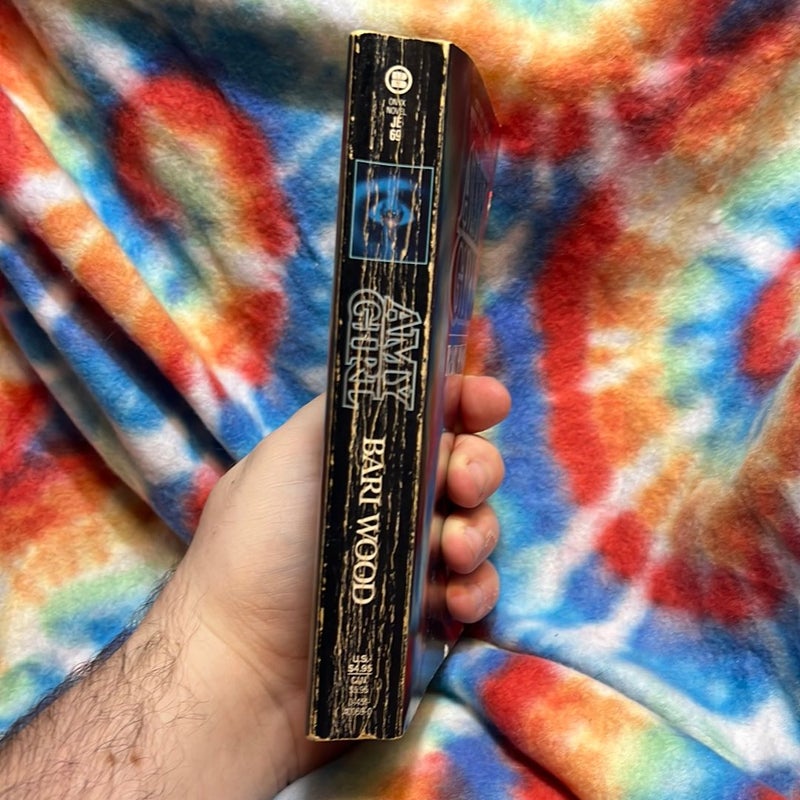 ONYX
NOVEL
JE
69
AMY
GIRL
BARI WOOD
U.S.
$4.95
CAN.
$5.95